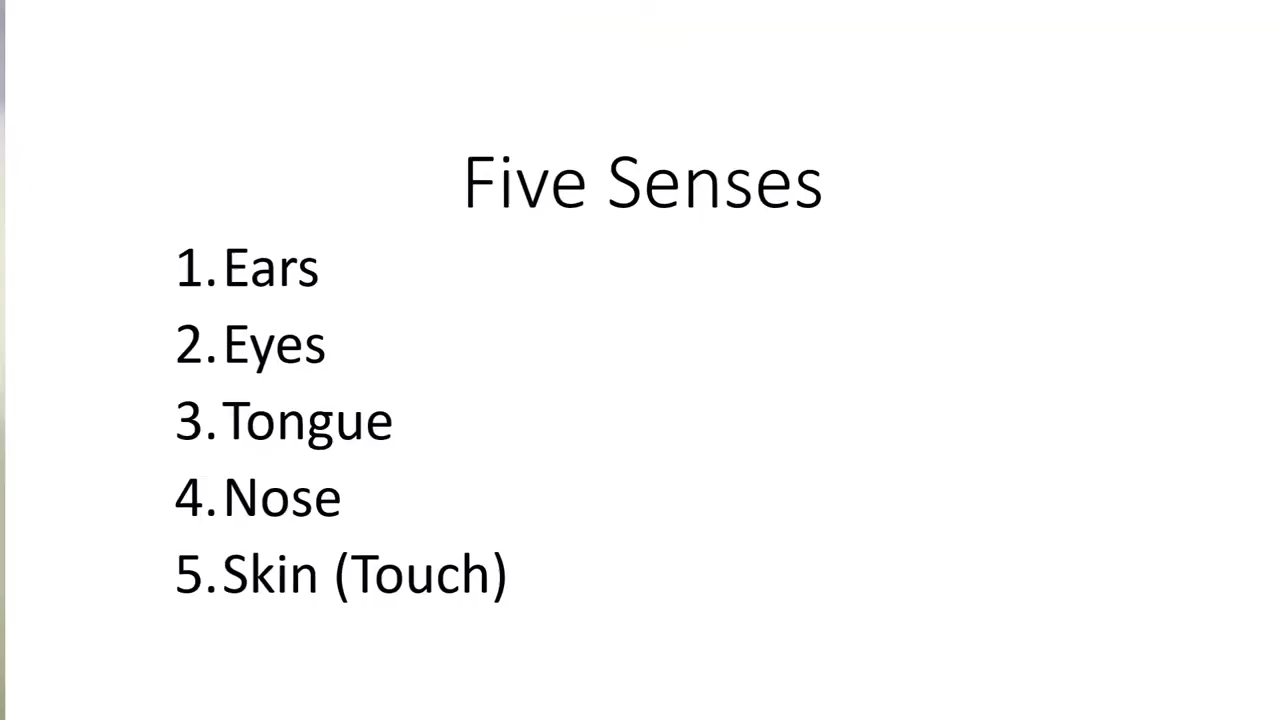 Five Senses
1. Ears
2. Eyes
3. Tongue
4. Nose
5. Skin (Touch)